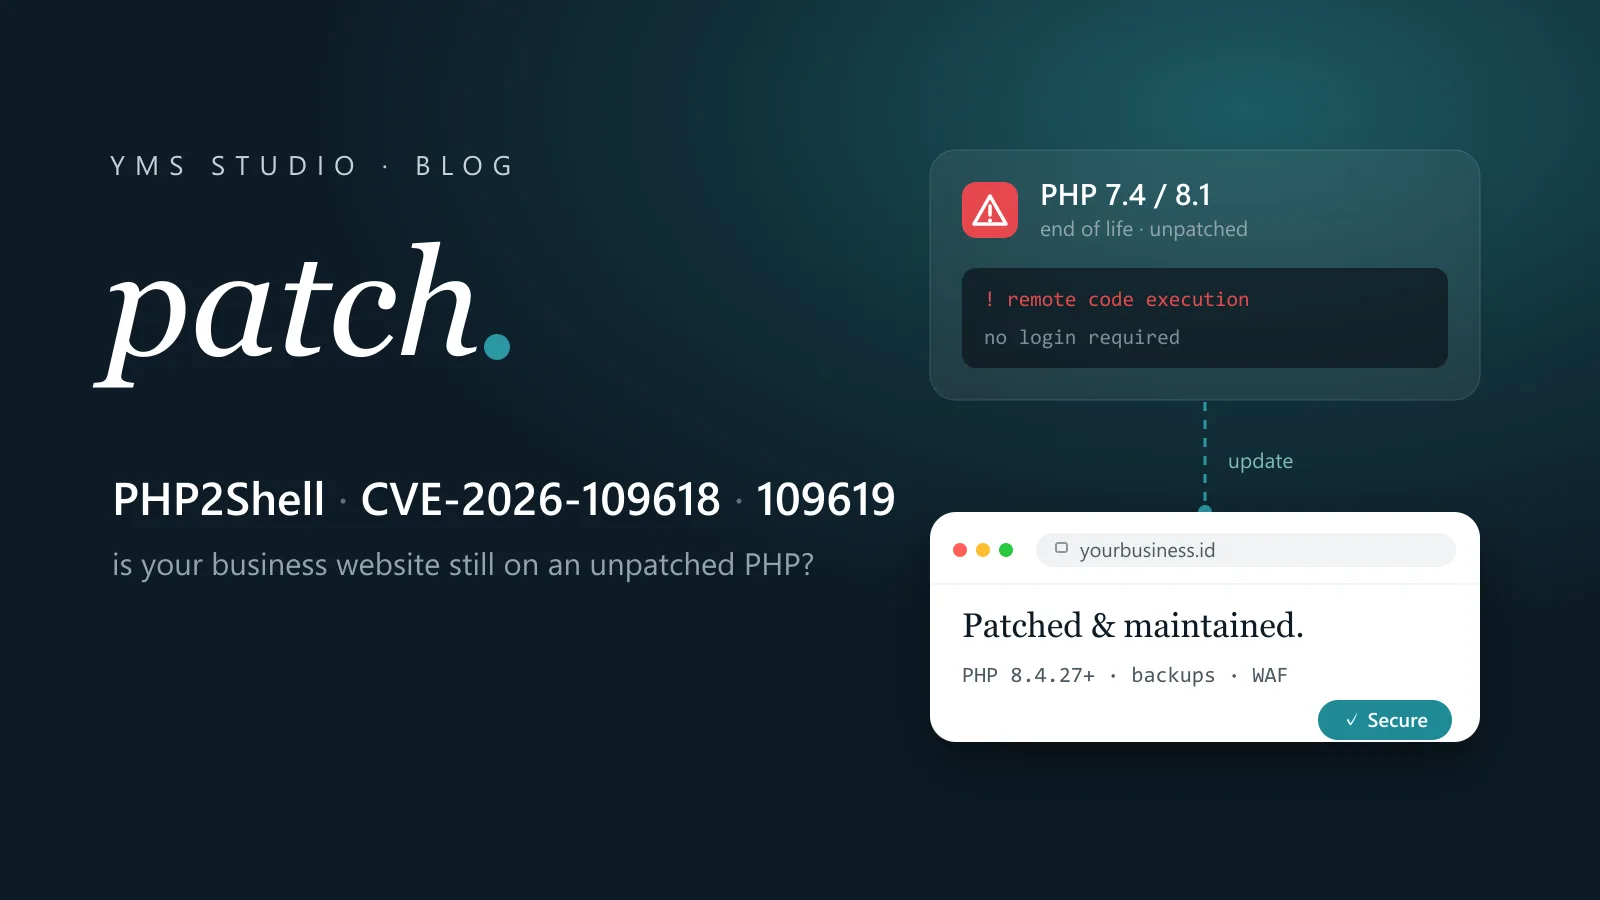 YMS STUDIO · BLOG
patch.
PHP2Shell · CVE-2026-109618 · 109619
is your business website still on an unpatched PHP?
PHP 7.4 / 8.1
end of life · unpatched
! remote code execution
no login required
update
yourbusiness.id
Patched & maintained.
PHP 8.4.27+ · backups · WAF
✓ Secure